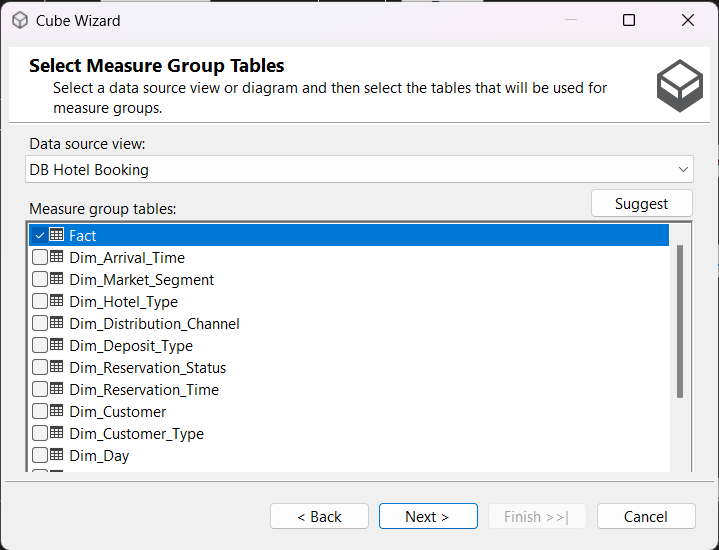 Cube Wizard
Select Measure Group Tables
Select a data source view or diagram and then select the tables that will be used for
measure groups.
Data source view:
DB Hotel Booking
Suggest
Measure group tables:
Fact
Dim_Arrival_Time
Dim_Market_Segment
Dim_Hotel_Type
Dim_Distribution_Channel
Dim_Deposit_Type
Dim_Reservation_Status
Dim_Reservation_Time
Dim_Customer
Dim_Customer_Type
Dim_Day
< Back
Next >
Finish >>|
Cancel